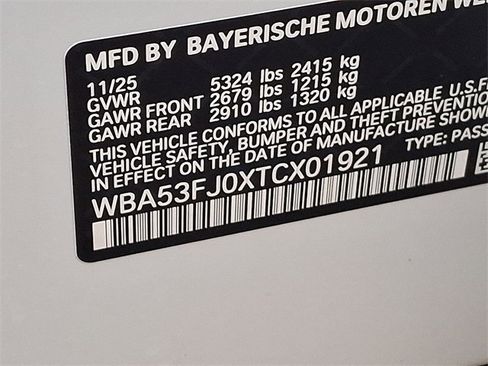 MFD BY BAYERISCHE MOTOREN
11/25
GVWR 5324 lbs 2415 kg
GAWR FRONT 2679 lbs 1215 kg
GAWR REAR 2910 lbs 1320 kg
THIS VEHICLE CONFORMS TO ALL APPLICABLE U.S.F
VEHICLE SAFETY, BUMPER AND THEFT PREVENTION
IN EFFECT ON THE DATE OF MANUFACTURE SHOWN
WBA53FJ0XTCX01921 TYPE: PASS